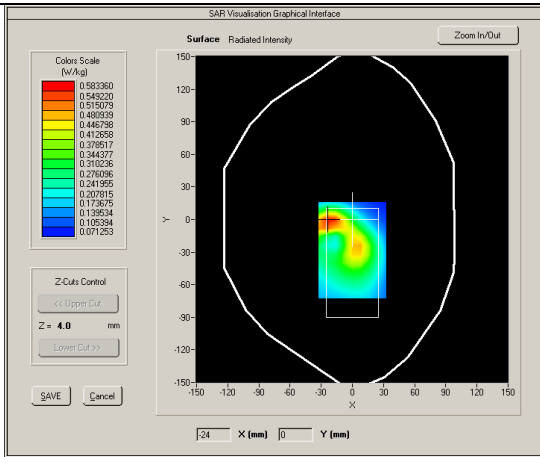 SAR Visualisation Graphical Interface
Surface Radiated Intensity
Zoom In/Out
Colors Scale
(W/kg)
0.583360
0.549220
0.515079
0.480939
0.446798
0.412658
0.378517
0.344377
0.310236
0.276096
0.241955
0.207815
0.173675
0.139534
0.105394
0.071253
Z-Cuts Control
<< Upper Cut
Z = 4.0 mm
Lower Cut >>
SAVE
Cancel
150
120
90
60
30
0
-30
-60
-90
-120
-150
Y
-150 -120 -90 -60 -30 0 30 60 90 120 150
X
-24 X (mm) 0 Y (mm)